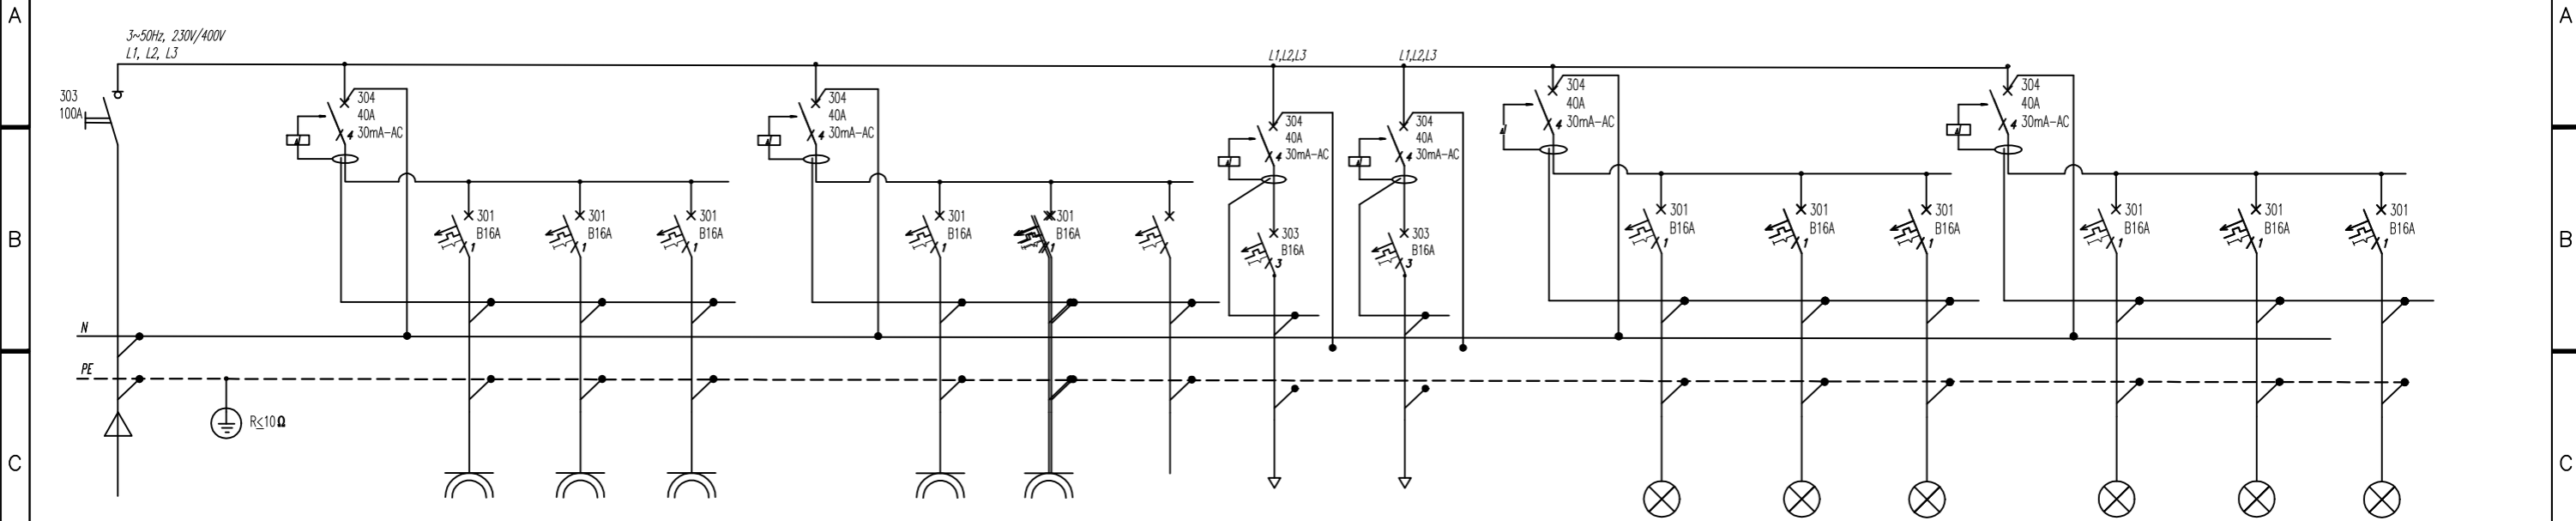 A
A
3~50Hz, 230V/400V
L1, L2, L3
L1,L2,L3
L1,L2,L3
303
100A
304
40A
4 30mA-AC
304
40A
4 30mA-AC
304
40A
4 30mA-AC
304
40A
4 30mA-AC
304
40A
4 30mA-AC
304
40A
4 30mA-AC
B
B
301
B16A
1
301
B16A
1
301
B16A
1
301
B16A
1
301
B16A
1
303
B16A
3
303
B16A
3
301
B16A
1
301
B16A
1
301
B16A
1
301
B16A
1
301
B16A
1
301
B16A
1
N
PE
R≤10Ω
C
C